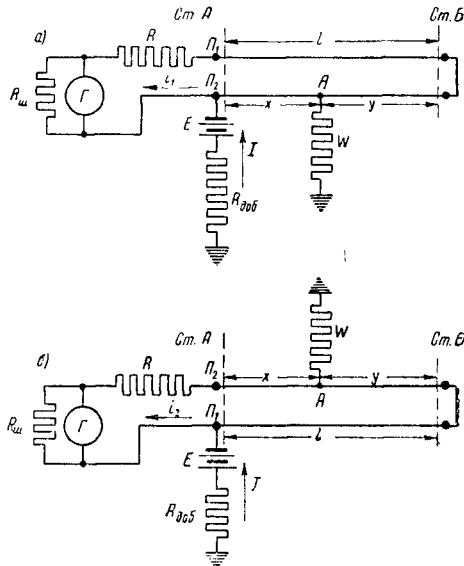 Ст. А
Ст. Б
а)
R
П₁
l
Rш
Г
i₁
П₂
x
A
y
E
I
W
Rдоб
W
Ст. А
Ст. Б
б)
R
П₂
x
y
A
Rш
Г
i₂
П₁
l
E
I
Rдоб